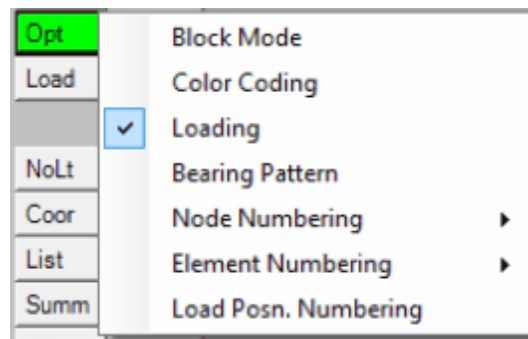 Opt
Load
NoLt
Coor
List
Summ
Block Mode
Color Coding
Loading
Bearing Pattern
Node Numbering
Element Numbering
Load Posn. Numbering